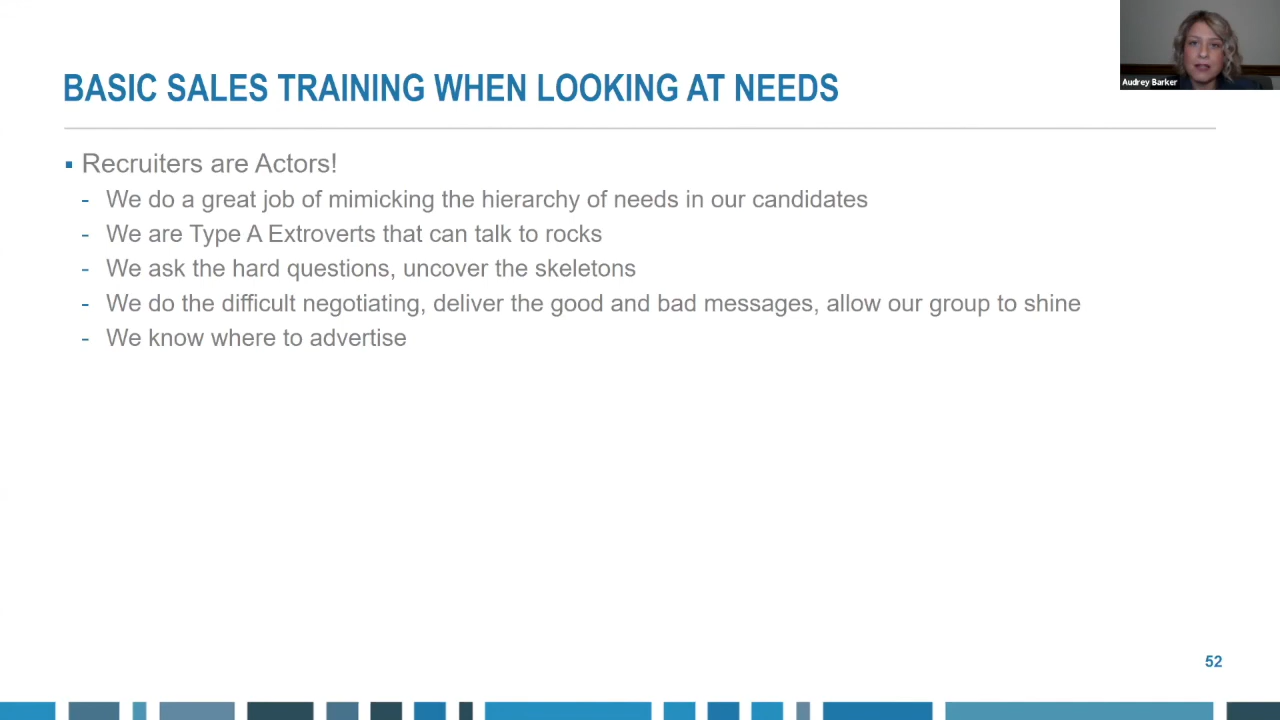 Audrey Barker
BASIC SALES TRAINING WHEN LOOKING AT NEEDS
▪ Recruiters are Actors!
- We do a great job of mimicking the hierarchy of needs in our candidates
- We are Type A Extroverts that can talk to rocks
- We ask the hard questions, uncover the skeletons
- We do the difficult negotiating, deliver the good and bad messages, allow our group to shine
- We know where to advertise
52